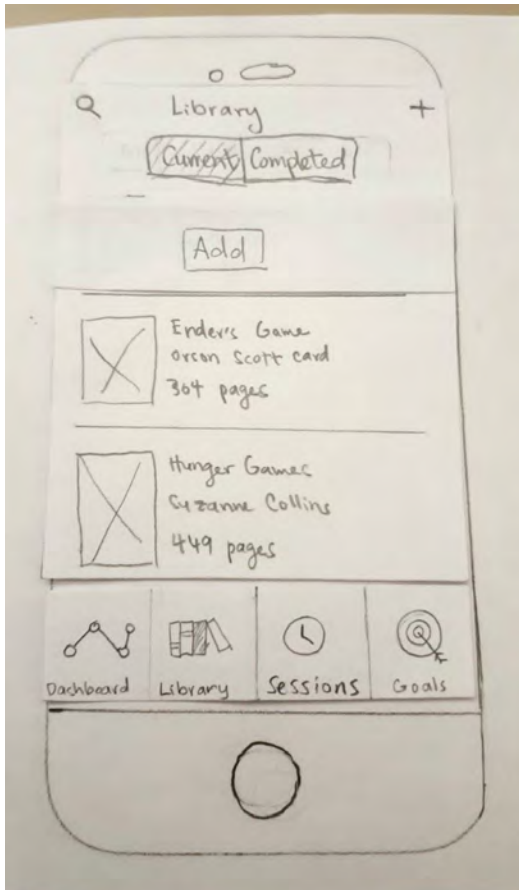 Library +
Current Completed
Add
Ender's Game
Orson Scott Card
304 pages
Hunger Games
Suzanne Collins
449 pages
Dashboard Library Sessions Goals